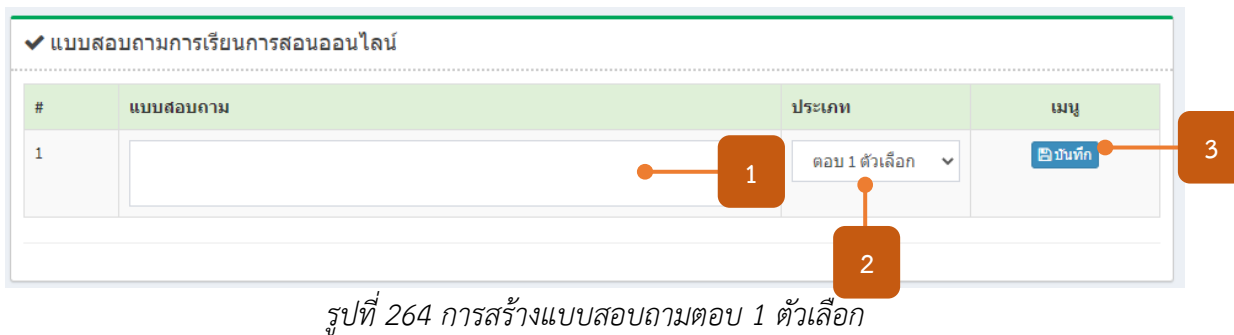 แบบสอบถามการเรียนการสอนออนไลน์
# แบบสอบถาม ประเภท เมนู
1 ตอบ 1 ตัวเลือก บันทึก
1
2
3
รูปที่ 264 การสร้างแบบสอบถามตอบ 1 ตัวเลือก